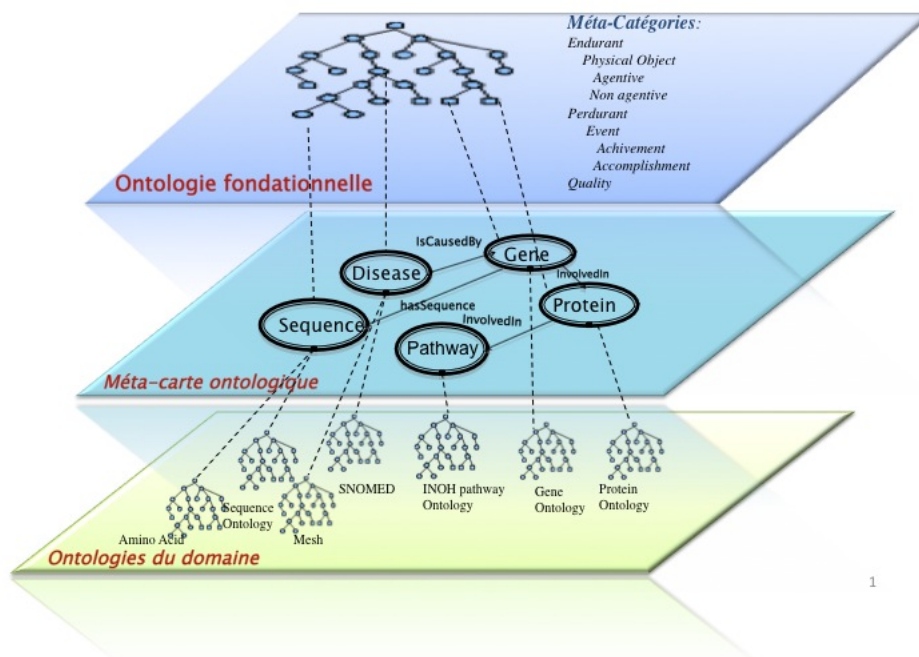 Méta-Catégories:
Endurant
Physical Object
Agentive
Non agentive
Perdurant
Event
Achivement
Accomplishment
Quality
Ontologie fondationnelle
IsCausedBy
Gene
Disease
InvolvedIn
hasSequence
Protein
Sequence
InvolvedIn
Pathway
Méta-carte ontologique
SNOMED
INOH pathway
Ontology
Gene
Ontology
Protein
Ontology
Sequence
Ontology
Amino Acid
Mesh
Ontologies du domaine
1